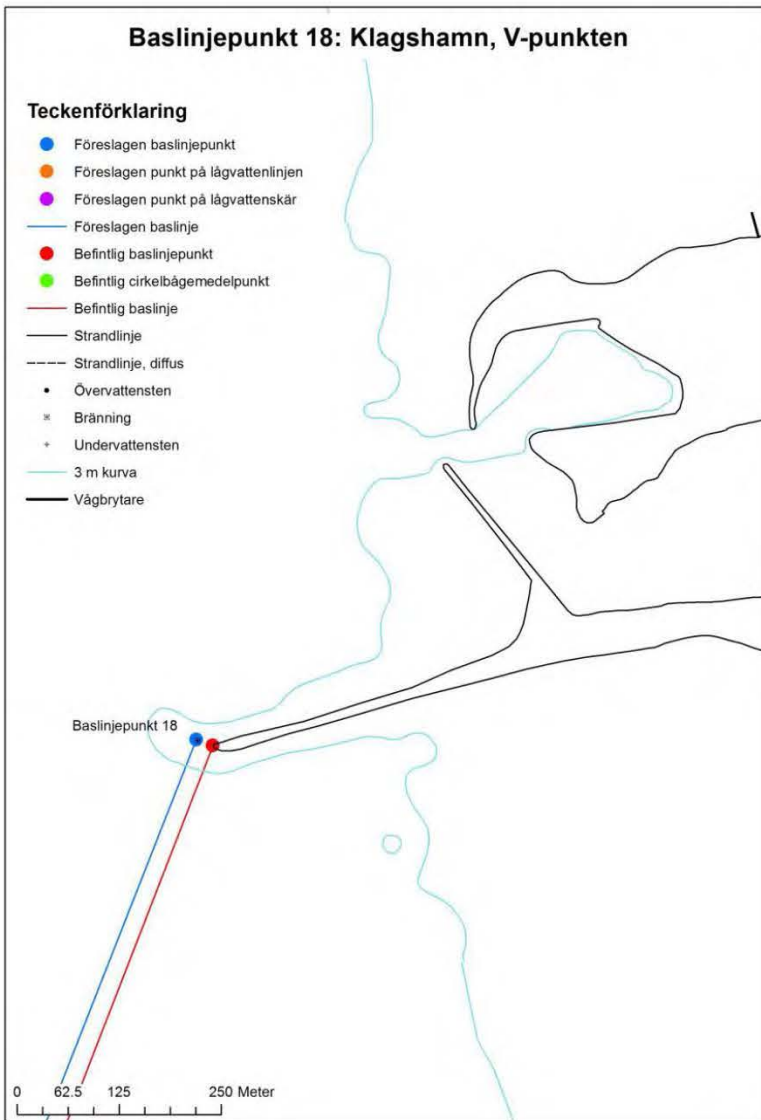 Baslinjepunkt 18: Klagshamn, V-punkten
Teckenförklaring
Föreslagen baslinjepunkt
Föreslagen punkt på lågvattenlinjen
Föreslagen punkt på lågvattenskär
Föreslagen baslinje
Befintlig baslinjepunkt
Befintlig cirkelbågemedelpunkt
Befintlig baslinje
Strandlinje
Strandlinje, diffus
Övervattensten
Bränning
Undervattensten
3 m kurva
Vågbrytare
Baslinjepunkt 18
0 62.5 125 250 Meter